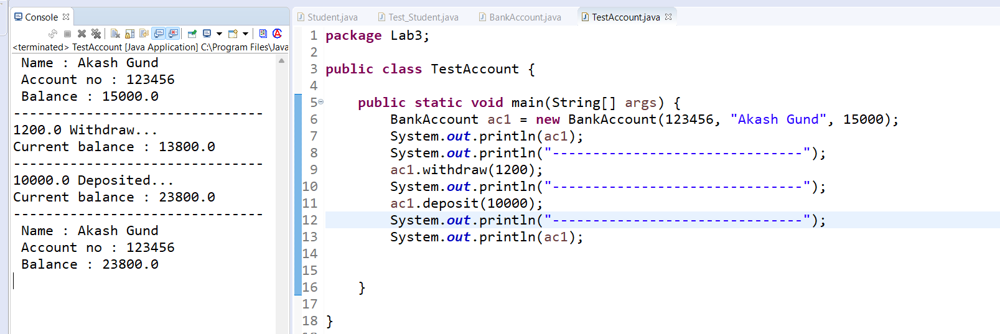 Console
<terminated> TestAccount [Java Application] C:\Program Files\Java
 Name : Akash Gund
 Account no : 123456
 Balance : 15000.0
-------------------------------
1200.0 Withdraw...
Current balance : 13800.0
-------------------------------
10000.0 Deposited...
Current balance : 23800.0
-------------------------------
 Name : Akash Gund
 Account no : 123456
 Balance : 23800.0
Student.java Test_Student.java BankAccount.java TestAccount.java
1 package Lab3;
2
3 public class TestAccount {
4
5     public static void main(String[] args) {
6         BankAccount ac1 = new BankAccount(123456, "Akash Gund", 15000);
7         System.out.println(ac1);
8         System.out.println("-------------------------------");
9         ac1.withdraw(1200);
10         System.out.println("-------------------------------");
11         ac1.deposit(10000);
12         System.out.println("-------------------------------");
13         System.out.println(ac1);
14
15
16     }
17
18 }